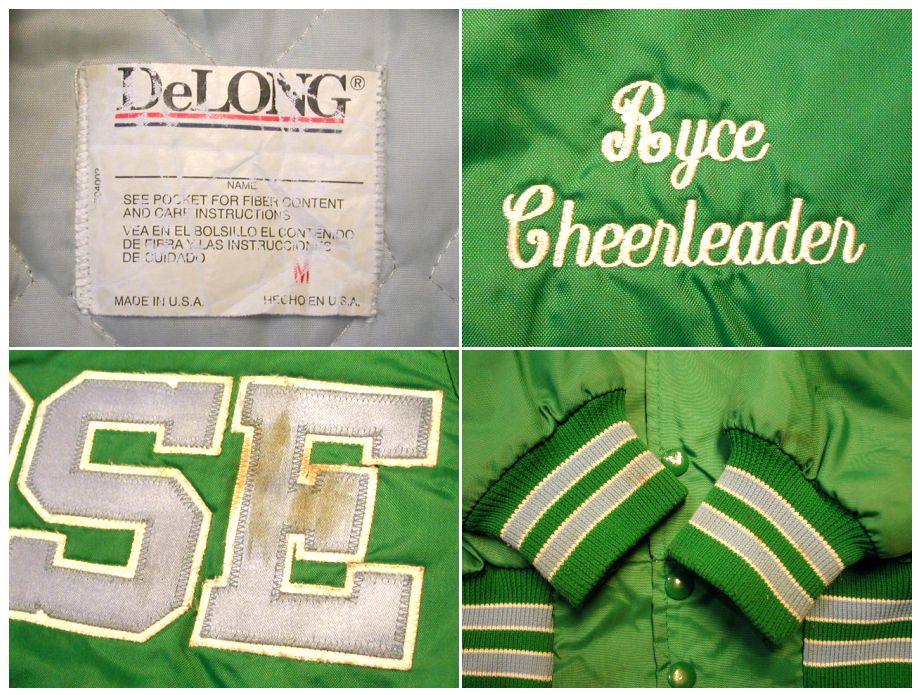 DeLONG®
NAME
SEE POCKET FOR FIBER CONTENT
AND CARE INSTRUCTIONS
VEA EN EL BOLSILLO EL CONTENIDO
DE FIBRA Y LAS INSTRUCCIONES
DE CUIDADO
M
MADE IN U.S.A. HECHO EN U.S.A.
Ryce
Cheerleader
SE